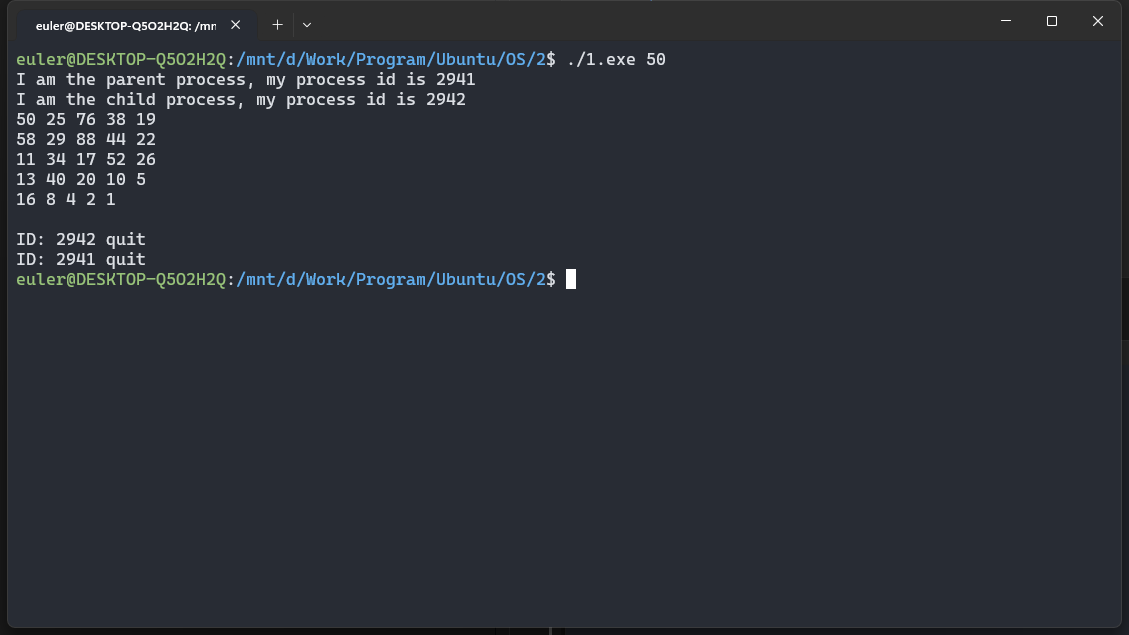 euler@DESKTOP-Q5O2H2Q: /mn
euler@DESKTOP-Q5O2H2Q:/mnt/d/Work/Program/Ubuntu/OS/2$ ./1.exe 50
I am the parent process, my process id is 2941
I am the child process, my process id is 2942
50 25 76 38 19
58 29 88 44 22
11 34 17 52 26
13 40 20 10 5
16 8 4 2 1
ID: 2942 quit
ID: 2941 quit
euler@DESKTOP-Q5O2H2Q:/mnt/d/Work/Program/Ubuntu/OS/2$